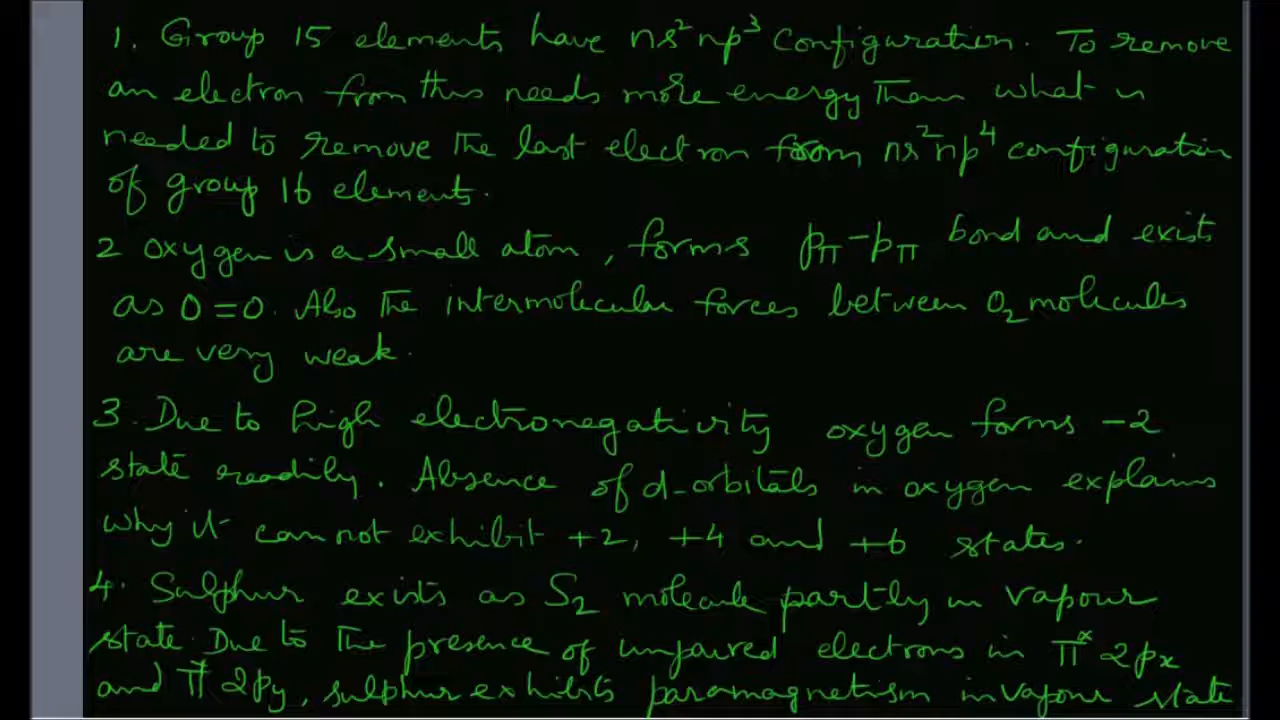 1. Group 15 elements have ns²np³ configuration. To remove
an electron from this needs more energy than what is
needed to remove the last electron from ns²np⁴ configuration
of group 16 elements.
2 Oxygen is a small atom, forms pπ-pπ bond and exists
as O=O. Also the intermolecular forces between O₂ molecules
are very weak.
3. Due to high electronegativity oxygen forms -2
state readily. Absence of d-orbitals in oxygen explains
why it cannot exhibit +2, +4 and +6 states.
4. Sulphur exists as S₂ molecule partly in vapour
state. Due to the presence of unpaired electrons in π* 2px
and π* 2py, sulphur exhibits paramagnetism in vapour state